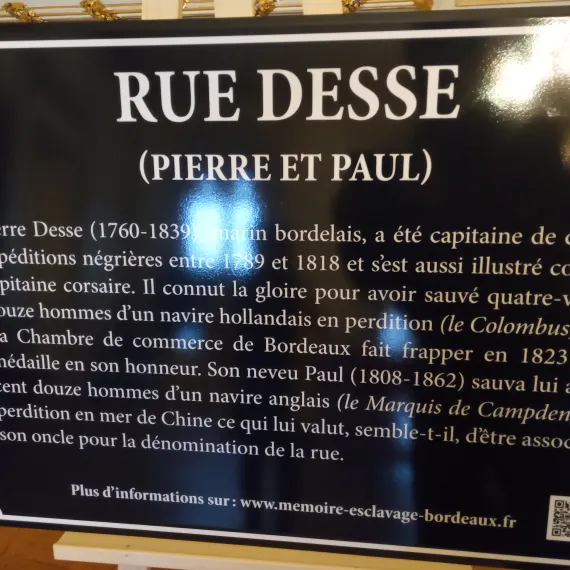 RUE DESSE
(PIERRE ET PAUL)
erre Desse (1760-1839), marin bordelais, a été capitaine de
péditions négrières entre 1789 et 1818 et s'est aussi illustré co
pitaine corsaire. Il connut la gloire pour avoir sauvé quatre-v
ouze hommes d'un navire hollandais en perdition (le Colombus
a Chambre de commerce de Bordeaux fait frapper en 1823
médaille en son honneur. Son neveu Paul (1808-1862) sauva lui a
cent douze hommes d'un navire anglais (le Marquis de Campden
perdition en mer de Chine ce qui lui valut, semble-t-il, d'être assoc
son oncle pour la dénomination de la rue.
Plus d'informations sur : www.memoire-esclavage-bordeaux.fr